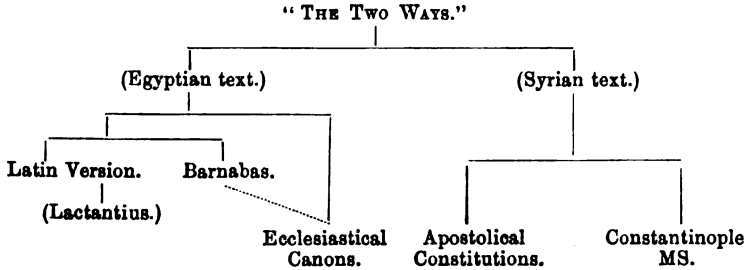 "THE TWO WAYS."
(Egyptian text.)
(Syrian text.)
Latin Version.
Barnabas.
(Lactantius.)
Ecclesiastical
Canons.
Apostolical
Constitutions.
Constantinople
MS.